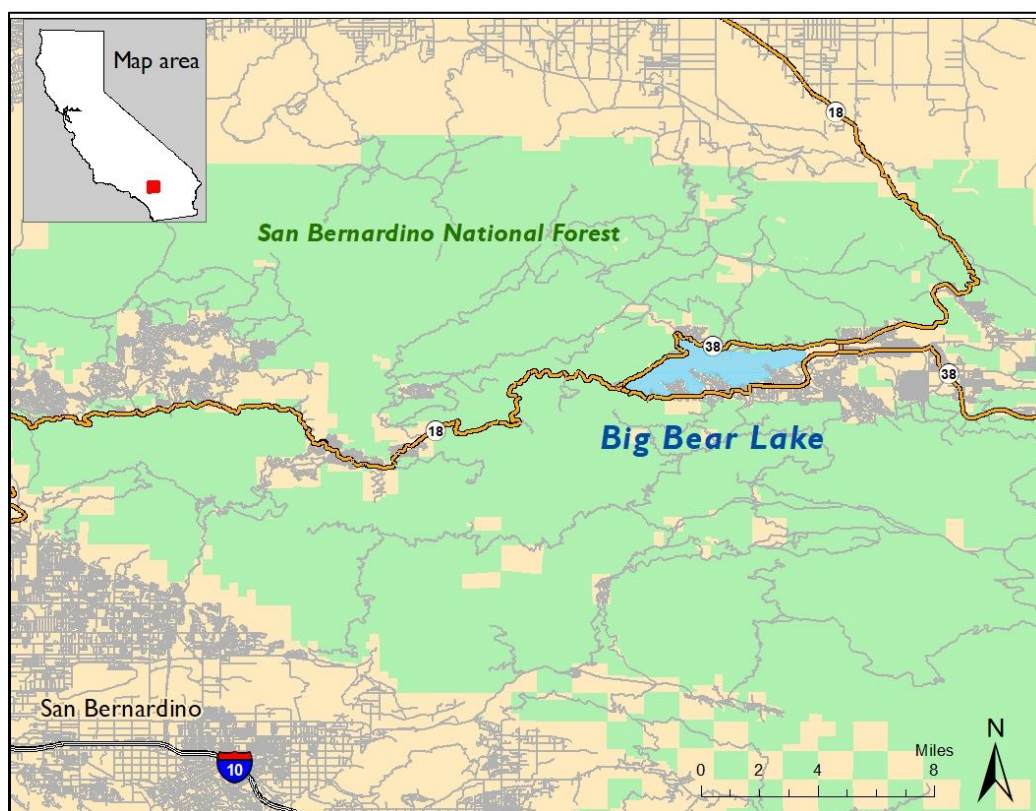 Map area
18
San Bernardino National Forest
38
38
18
Big Bear Lake
San Bernardino
10
N
Miles
0 2 4 8